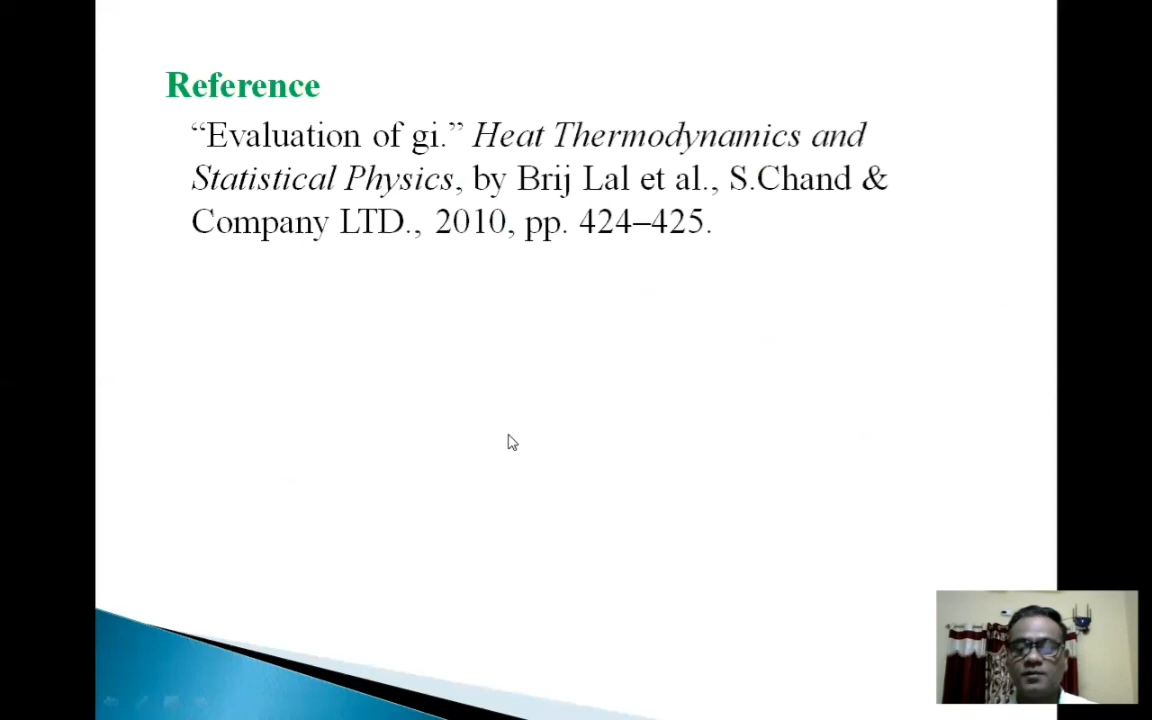 Reference
“Evaluation of gi.” Heat Thermodynamics and
Statistical Physics, by Brij Lal et al., S.Chand &
Company LTD., 2010, pp. 424–425.